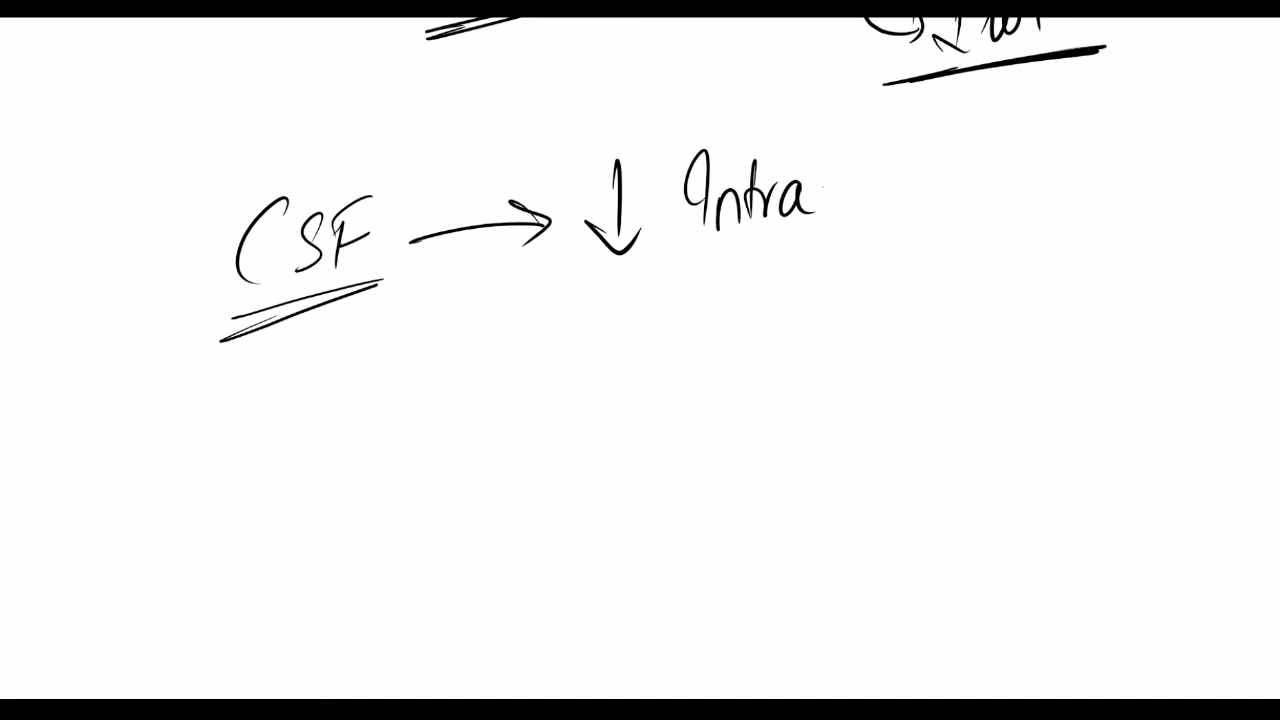 CSF → ↓ Intra